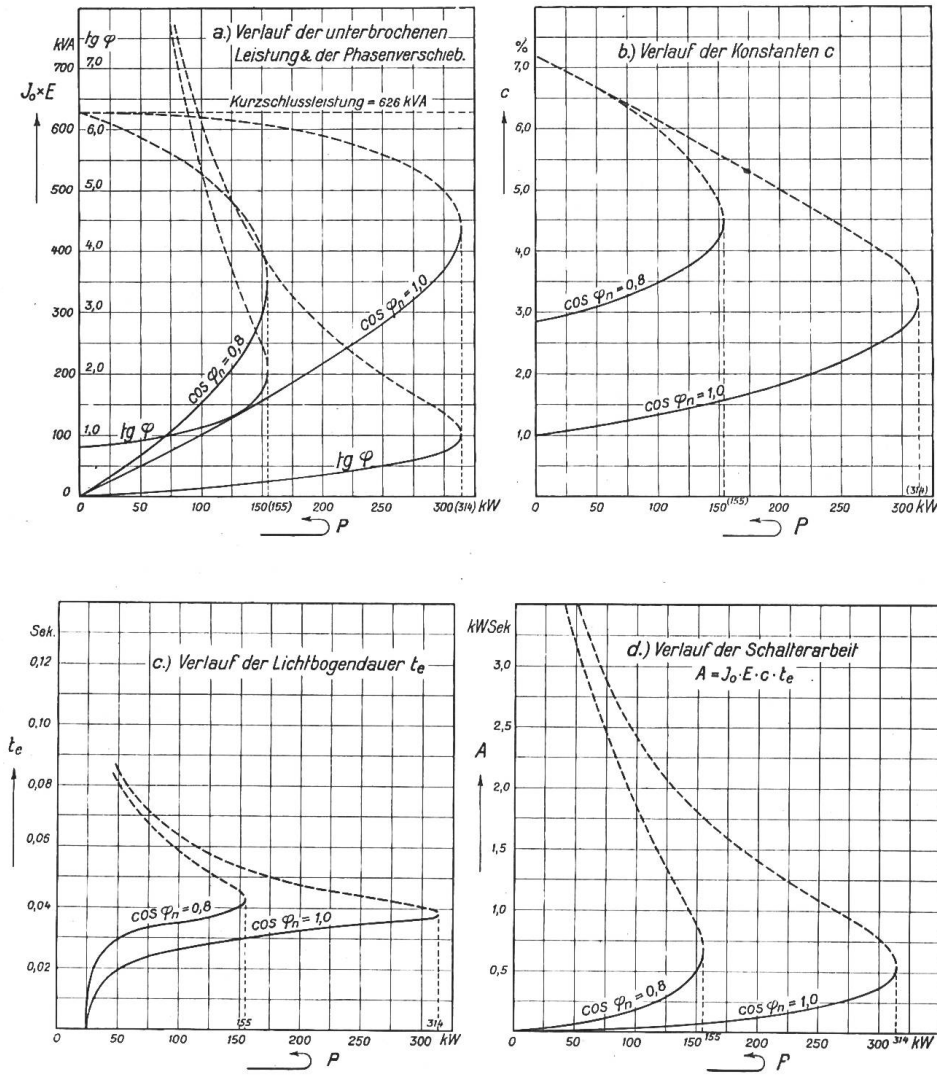 a.) Verlauf der unterbrochenen
Leistung & der Phasenverschieb.
kVA
tg φ
J₀×E
700
7,0
600
6,0
500
5,0
400
4,0
300
3,0
200
2,0
100
1,0
0
Kurzschlussleistung = 626 kVA
cos φn = 0,8
cos φn = 1,0
tg φ
tg φ
0
50
100
150 (155)
200
250
300 (314) kW
P
b.) Verlauf der Konstanten c
%
c
7,0
6,0
5,0
4,0
3,0
2,0
1,0
cos φn = 0,8
cos φn = 1,0
0
50
100
150 (155)
200
250
300 (314) kW
P
c.) Verlauf der Lichtbogendauer te
Sek.
te
0,12
0,10
0,08
0,06
0,04
0,02
cos φn = 0,8
cos φn = 1,0
0
50
100
150
155
200
250
300
314
kW
P
d.) Verlauf der Schalterarbeit
A = J₀·E·c·te
kWSek
A
3,0
2,5
2,0
1,5
1,0
0,5
cos φn = 0,8
cos φn = 1,0
0
50
100
150 155
200
250
300 314 kW
P